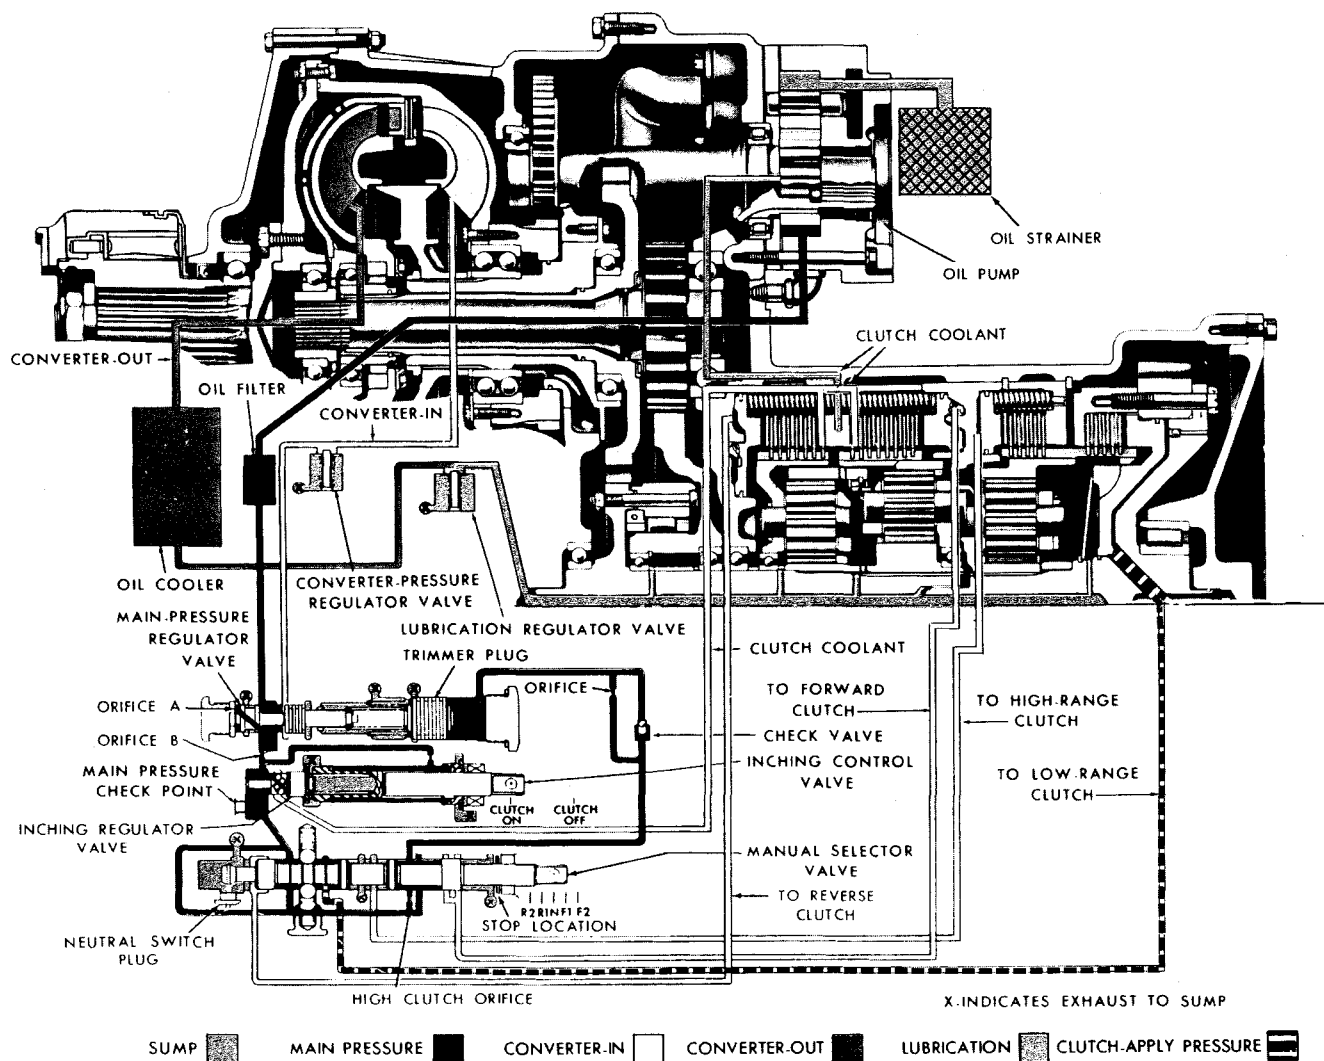 OIL STRAINER
OIL PUMP
CLUTCH COOLANT
CONVERTER-OUT
OIL FILTER
CONVERTER-IN
OIL COOLER
CONVERTER-PRESSURE
REGULATOR VALVE
MAIN-PRESSURE
REGULATOR
VALVE
LUBRICATION REGULATOR VALVE
TRIMMER PLUG
CLUTCH COOLANT
ORIFICE
TO FORWARD
CLUTCH
TO HIGH-RANGE
CLUTCH
ORIFICE A
CHECK VALVE
ORIFICE B
INCHING CONTROL
VALVE
MAIN PRESSURE
CHECK POINT
TO LOW-RANGE
CLUTCH
CLUTCH
ON
CLUTCH
OFF
INCHING REGULATOR
VALVE
MANUAL SELECTOR
VALVE
TO REVERSE
CLUTCH
R2 R1 N F1 F2
STOP LOCATION
NEUTRAL SWITCH
PLUG
HIGH CLUTCH ORIFICE
X-INDICATES EXHAUST TO SUMP
SUMP MAIN PRESSURE CONVERTER-IN CONVERTER-OUT LUBRICATION CLUTCH-APPLY PRESSURE